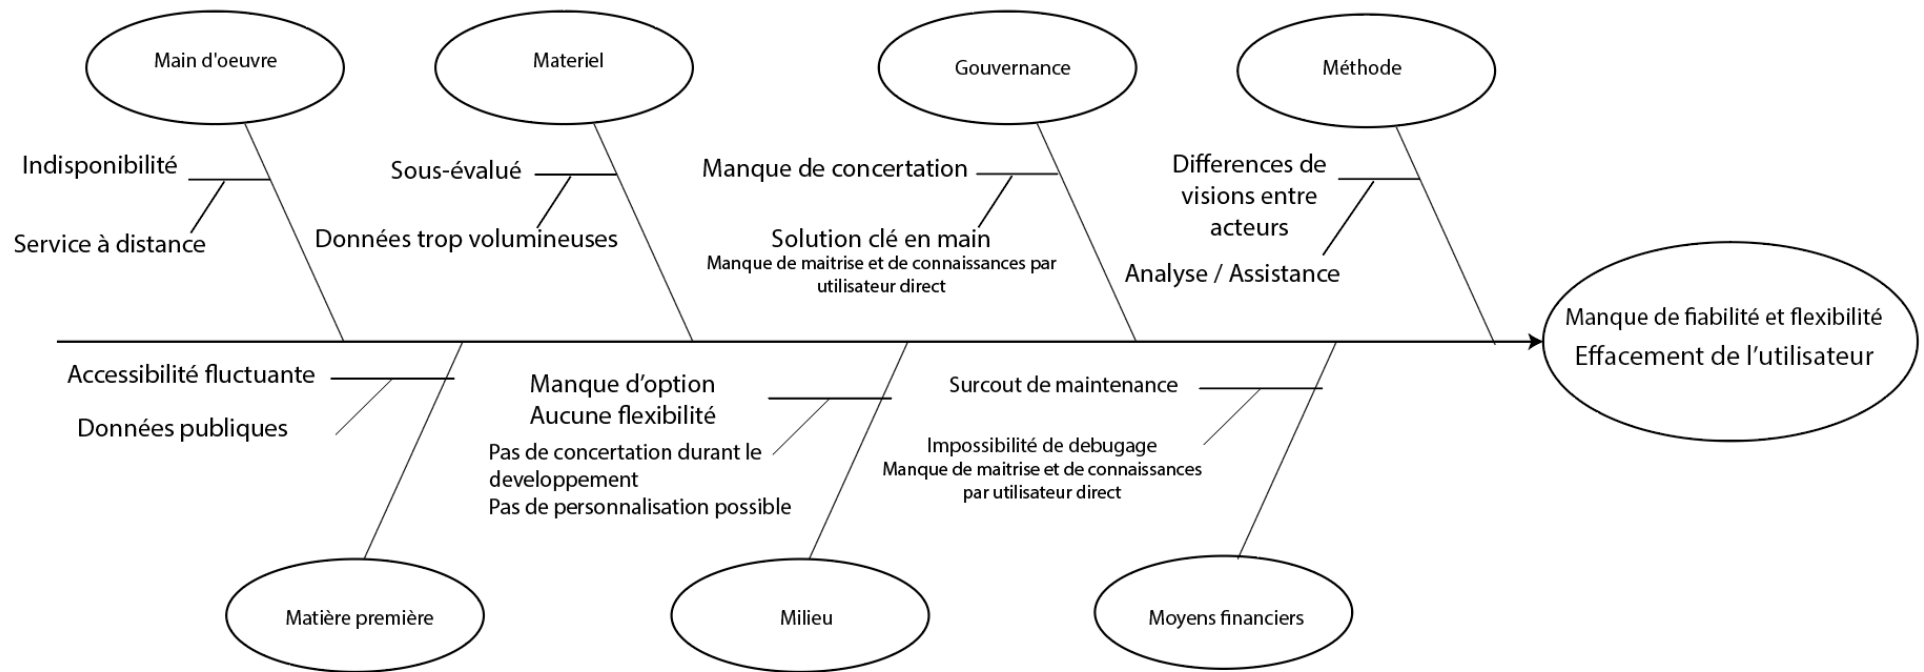 Main d'oeuvre
Materiel
Gouvernance
Méthode
Indisponibilité
Service à distance
Sous-évalué
Données trop volumineuses
Manque de concertation
Solution clé en main
Manque de maitrise et de connaissances par
utilisateur direct
Differences de
visions entre
acteurs
Analyse / Assistance
Manque de fiabilité et flexibilité
Effacement de l’utilisateur
Accessibilité fluctuante
Données publiques
Manque d’option
Aucune flexibilité
Pas de concertation durant le
developpement
Pas de personnalisation possible
Surcout de maintenance
Impossibilité de debugage
Manque de maitrise et de connaissances
par utilisateur direct
Matière première
Milieu
Moyens financiers